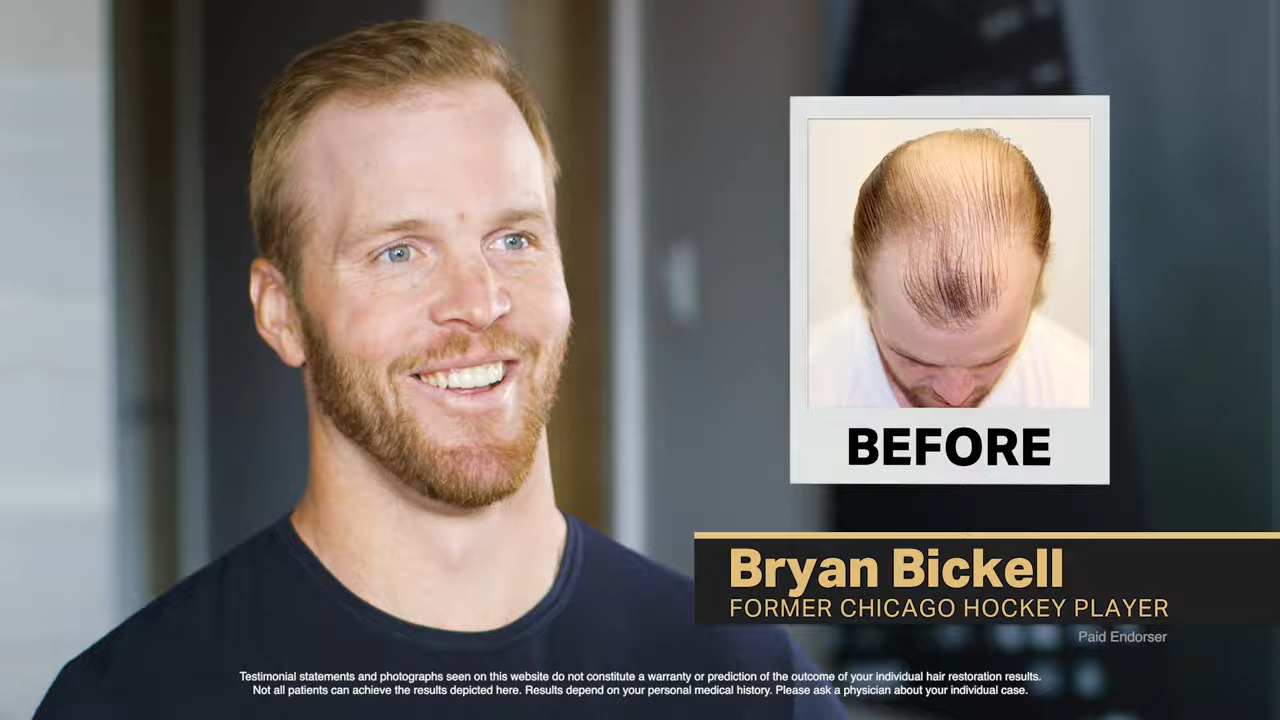 BEFORE
Bryan Bickell
FORMER CHICAGO HOCKEY PLAYER
Paid Endorser
Testimonial statements and photographs seen on this website do not constitute a warranty or prediction of the outcome of your individual hair restoration results.
Not all patients can achieve the results depicted here. Results depend on your personal medical history. Please ask a physician about your individual case.